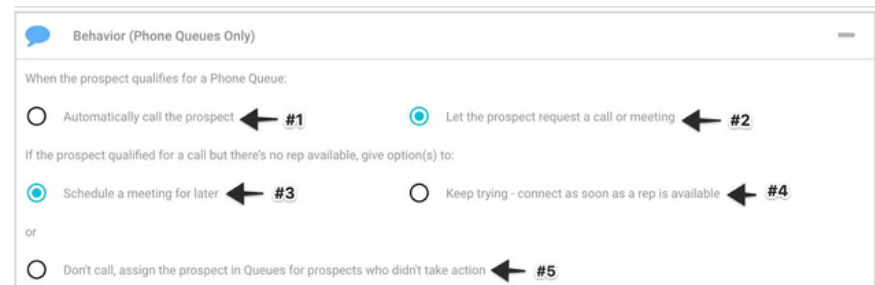 Behavior (Phone Queues Only)
When the prospect qualifies for a Phone Queue:
Automatically call the prospect #1 Let the prospect request a call or meeting #2
If the prospect qualified for a call but there's no rep available, give option(s) to:
Schedule a meeting for later #3 Keep trying - connect as soon as a rep is available #4
or
Don't call, assign the prospect in Queues for prospects who didn't take action #5